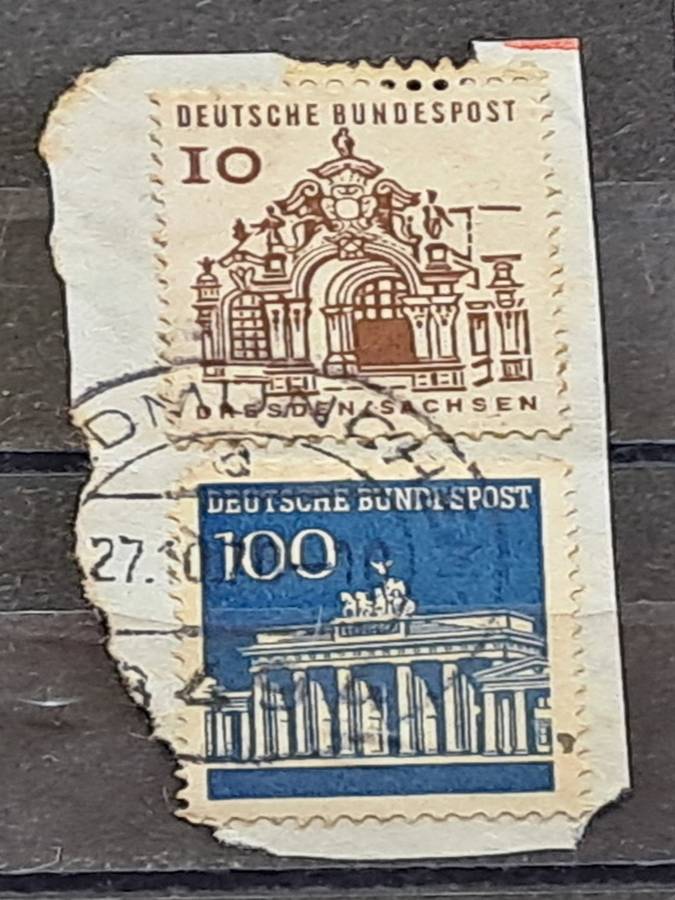 DEUTSCHE BUNDESPOST
10
DRESDEN/SACHSEN
DEUTSCHE BUNDESPOST
100
27.10.